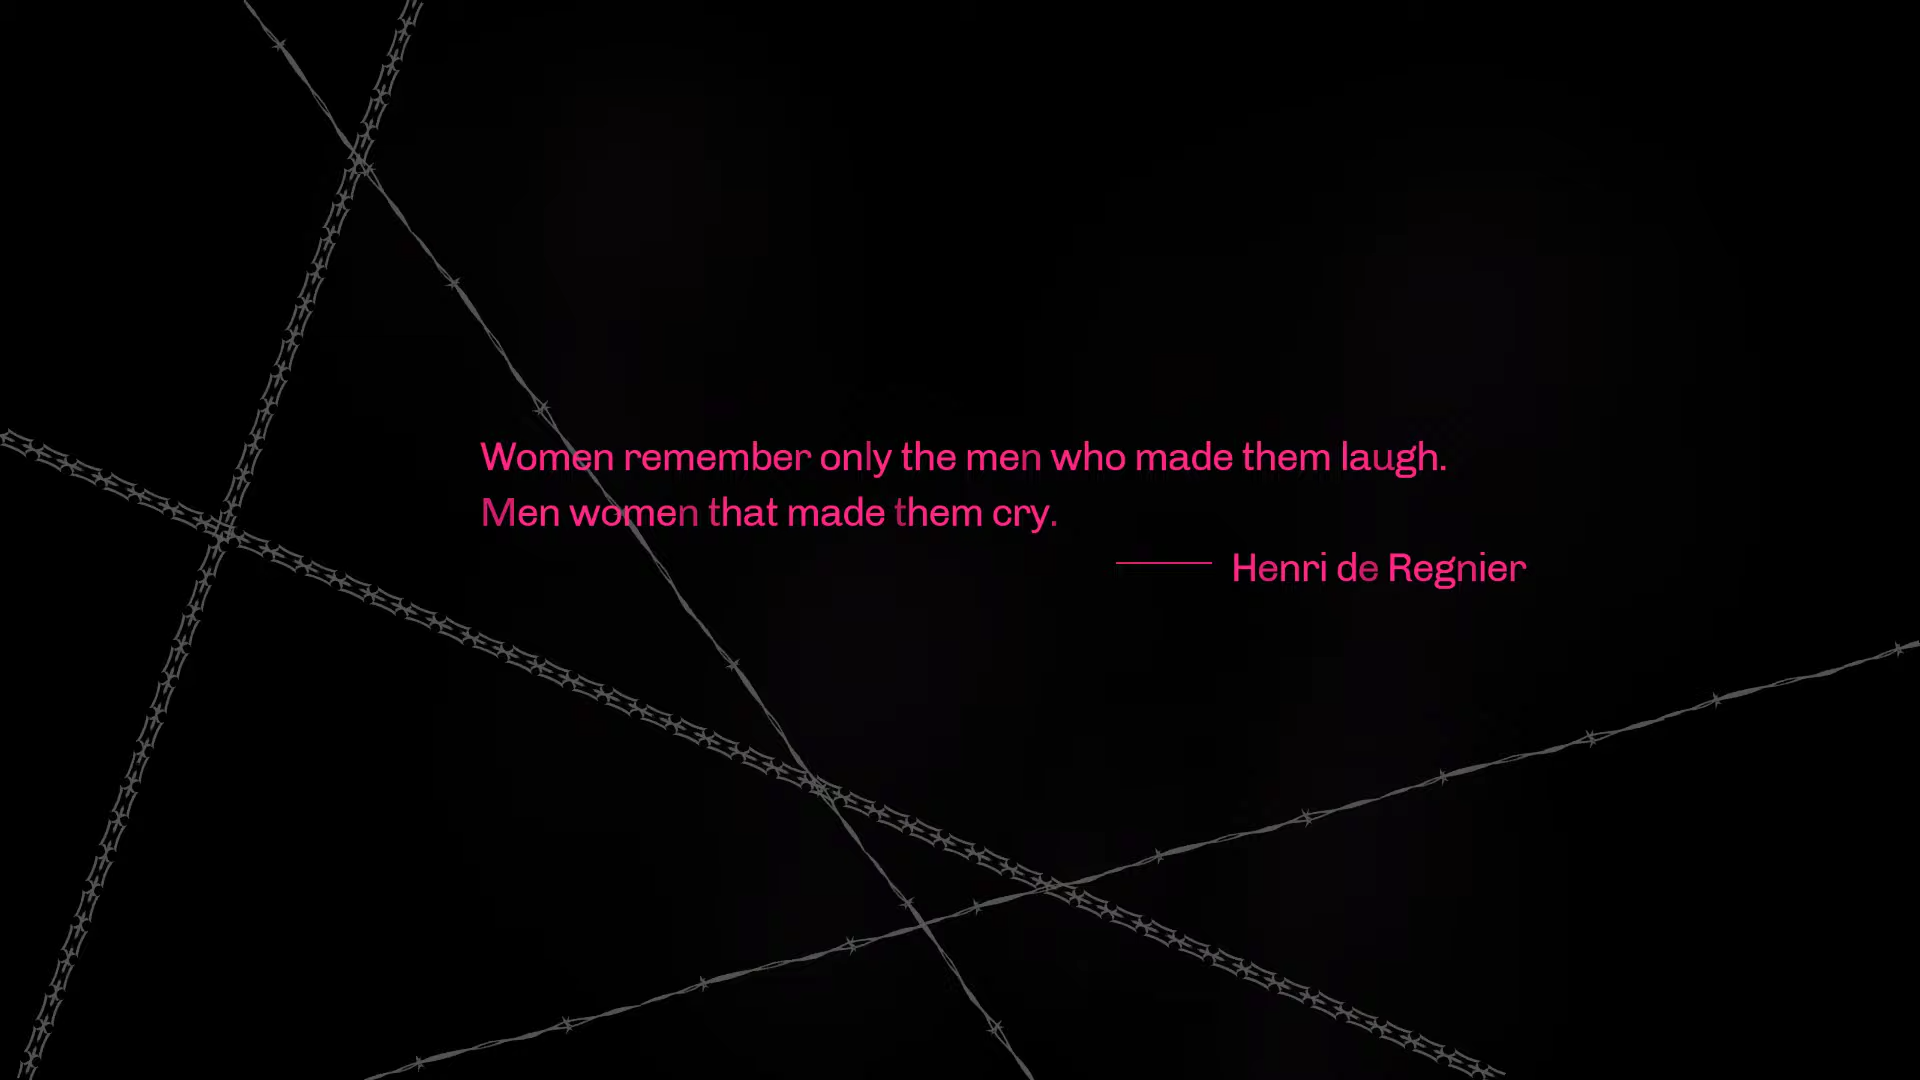 Women remember only the men who made them laugh.
Men women that made them cry.
Henri de Regnier